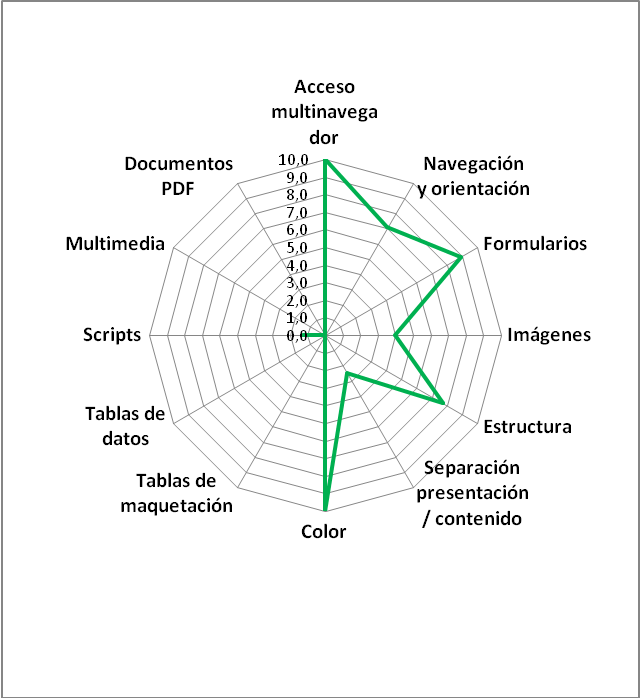 Acceso
multinavega
dor
Navegación
y orientación
Formularios
Imágenes
Estructura
Separación
presentación
/ contenido
Color
Tablas de
maquetación
Tablas de
datos
Scripts
Multimedia
Documentos
PDF
10,0
9,0
8,0
7,0
6,0
5,0
4,0
3,0
2,0
1,0
0,0